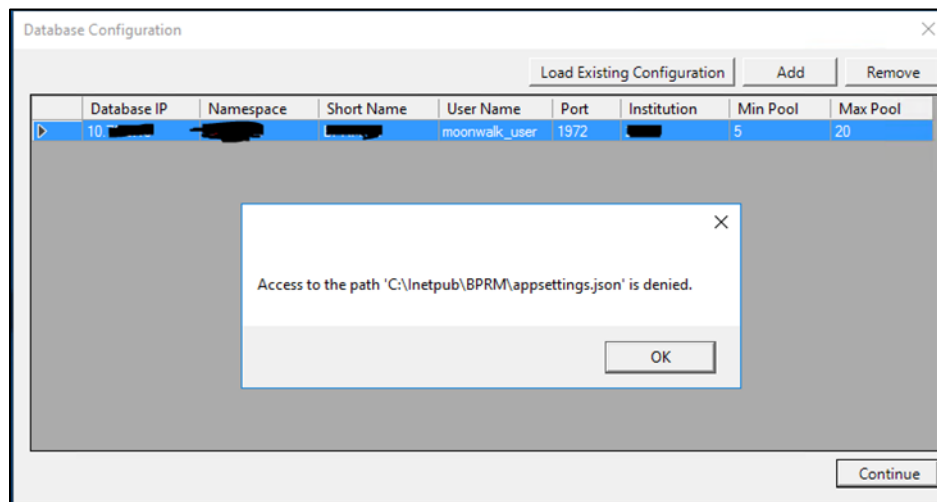 Database Configuration
Load Existing Configuration Add Remove
Database IP Namespace Short Name User Name Port Institution Min Pool Max Pool
10. moonwalk_user 1972 5 20
Access to the path 'C:\Inetpub\BPRM\appsettings.json' is denied.
OK
Continue